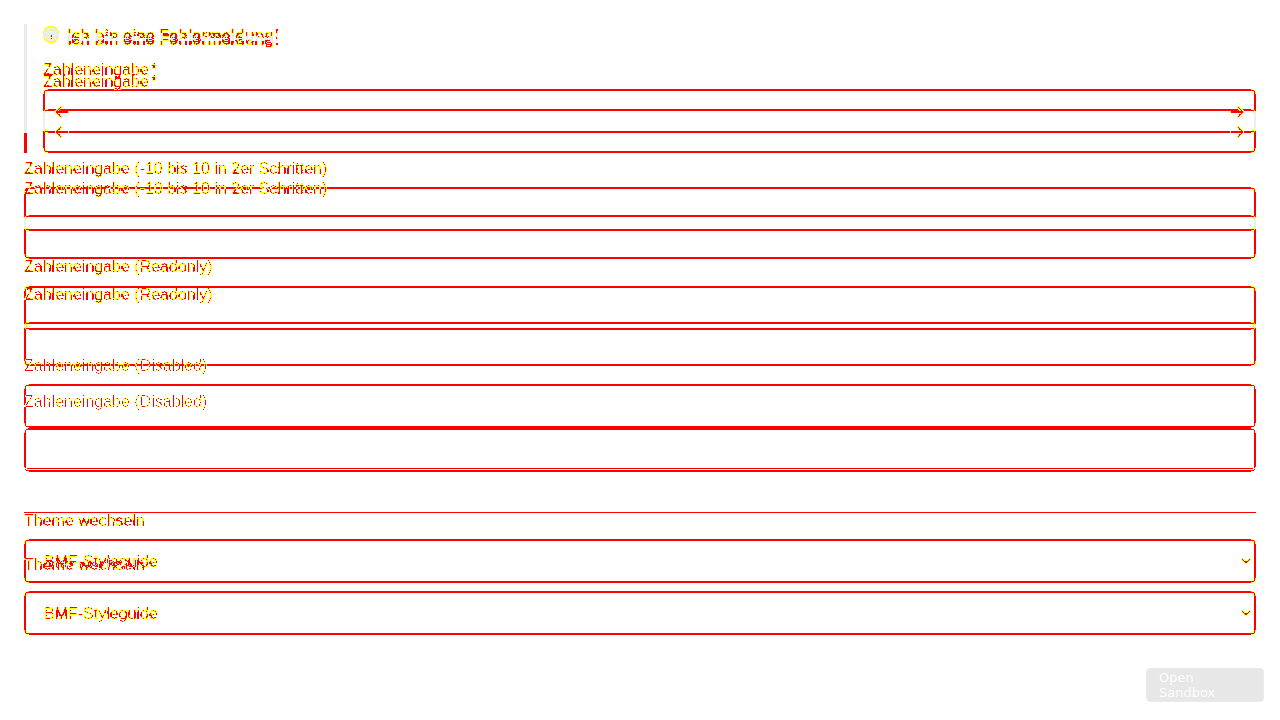 Ich bin eine Fehlermeldung!
Zahleneingabe *
Zahleneingabe *
Zahleneingabe (-10 bis 10 in 2er Schritten)
Zahleneingabe (-10 bis 10 in 2er Schritten)
Zahleneingabe (Readonly)
Zahleneingabe (Readonly)
Zahleneingabe (Disabled)
Zahleneingabe (Disabled)
Theme wechseln
BMF-Styleguide
Theme wechseln
BMF-Styleguide
Open
Sandbox